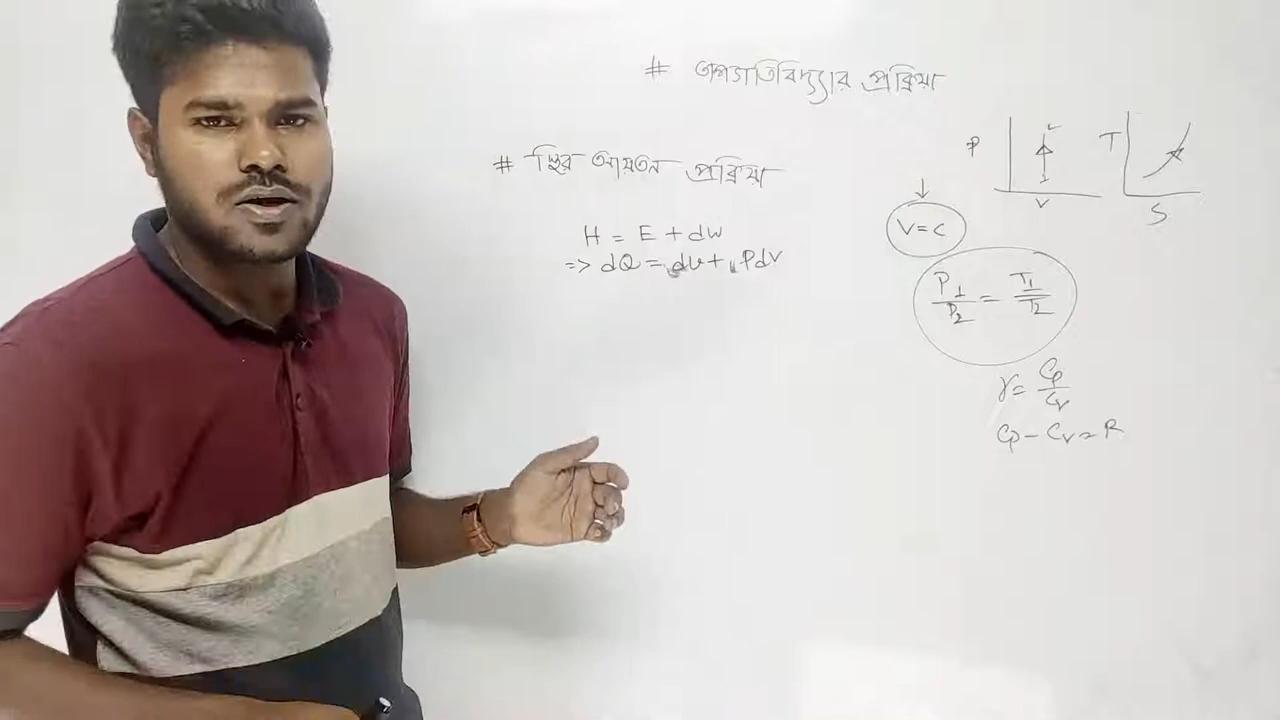 # তাপগতিবিদ্যার প্রক্রিয়া
# স্থির আয়তন প্রক্রিয়া
H = E + dw
=> dQ = du + Pdv
P
V
T
S
V = C
P1/P2 = T1/T2
γ = Cp/Cv
Cp - Cv = R